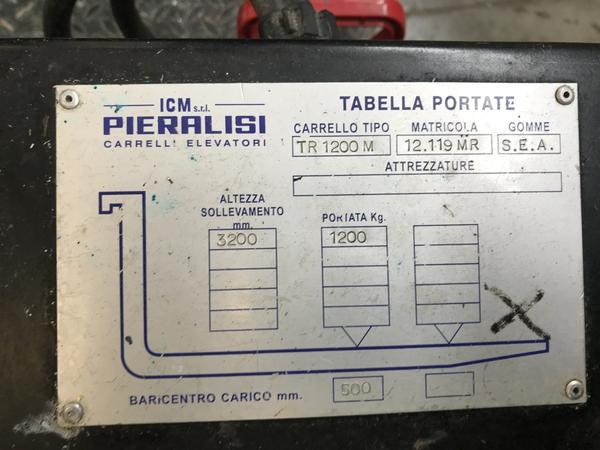 ICM s.r.l.
PIERALISI
CARRELLI ELEVATORI
TABELLA PORTATE
CARRELLO TIPO MATRICOLA GOMME
TR 1200 M 12.119 MR S.E.A.
ATTREZZATURE
ALTEZZA
SOLLEVAMENTO
mm.
PORTATA Kg.
3200 1200
500
BARICENTRO CARICO mm.